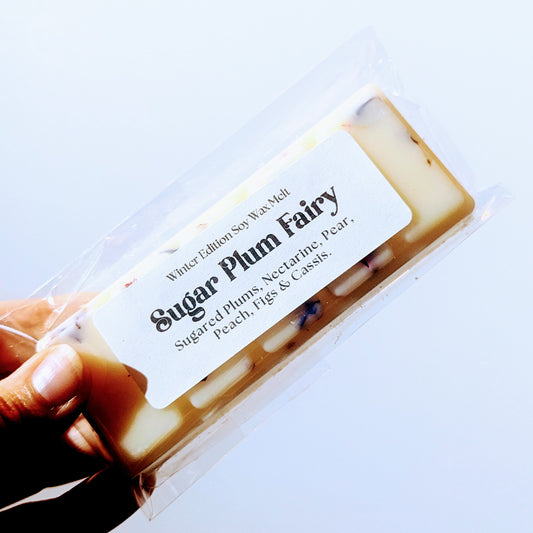 Winter Edition Soy Wax Melt
Sugar Plum Fairy
Sugared Plums, Nectarine, Pear,
Peach, Figs & Cassis.